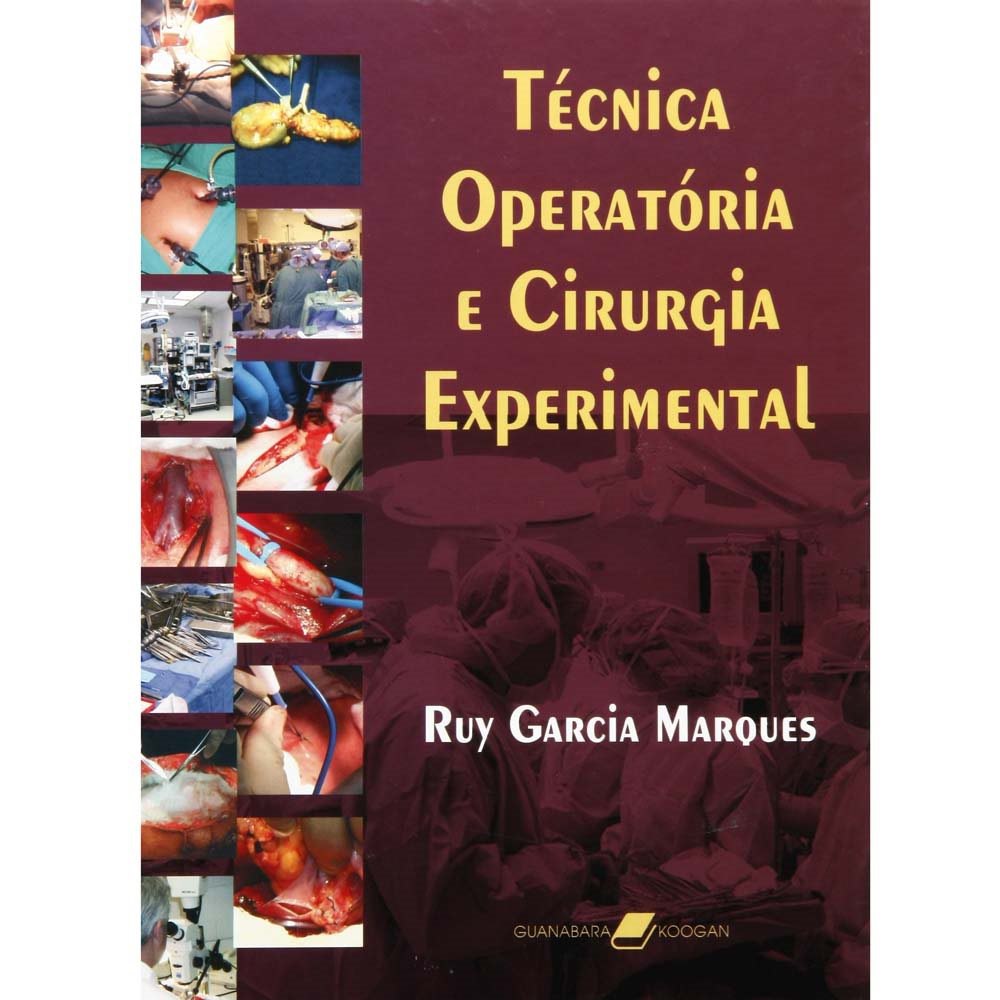 Técnica
Operatória
e Cirurgia
Experimental
Ruy Garcia Marques
GUANABARA KOOGAN